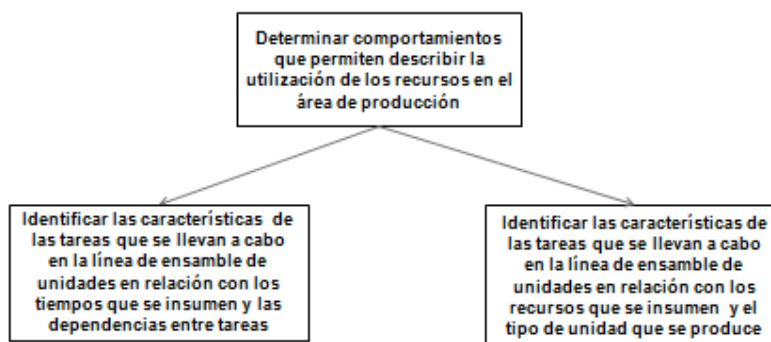 Determinar comportamientos
que permiten describir la
utilización de los recursos en el
área de producción
Identificar las características de
las tareas que se llevan a cabo
en la línea de ensamble de
unidades en relación con los
tiempos que se insumen y las
dependencias entre tareas
Identificar las características de
las tareas que se llevan a cabo
en la línea de ensamble de
unidades en relación con los
recursos que se insumen y el
tipo de unidad que se produce